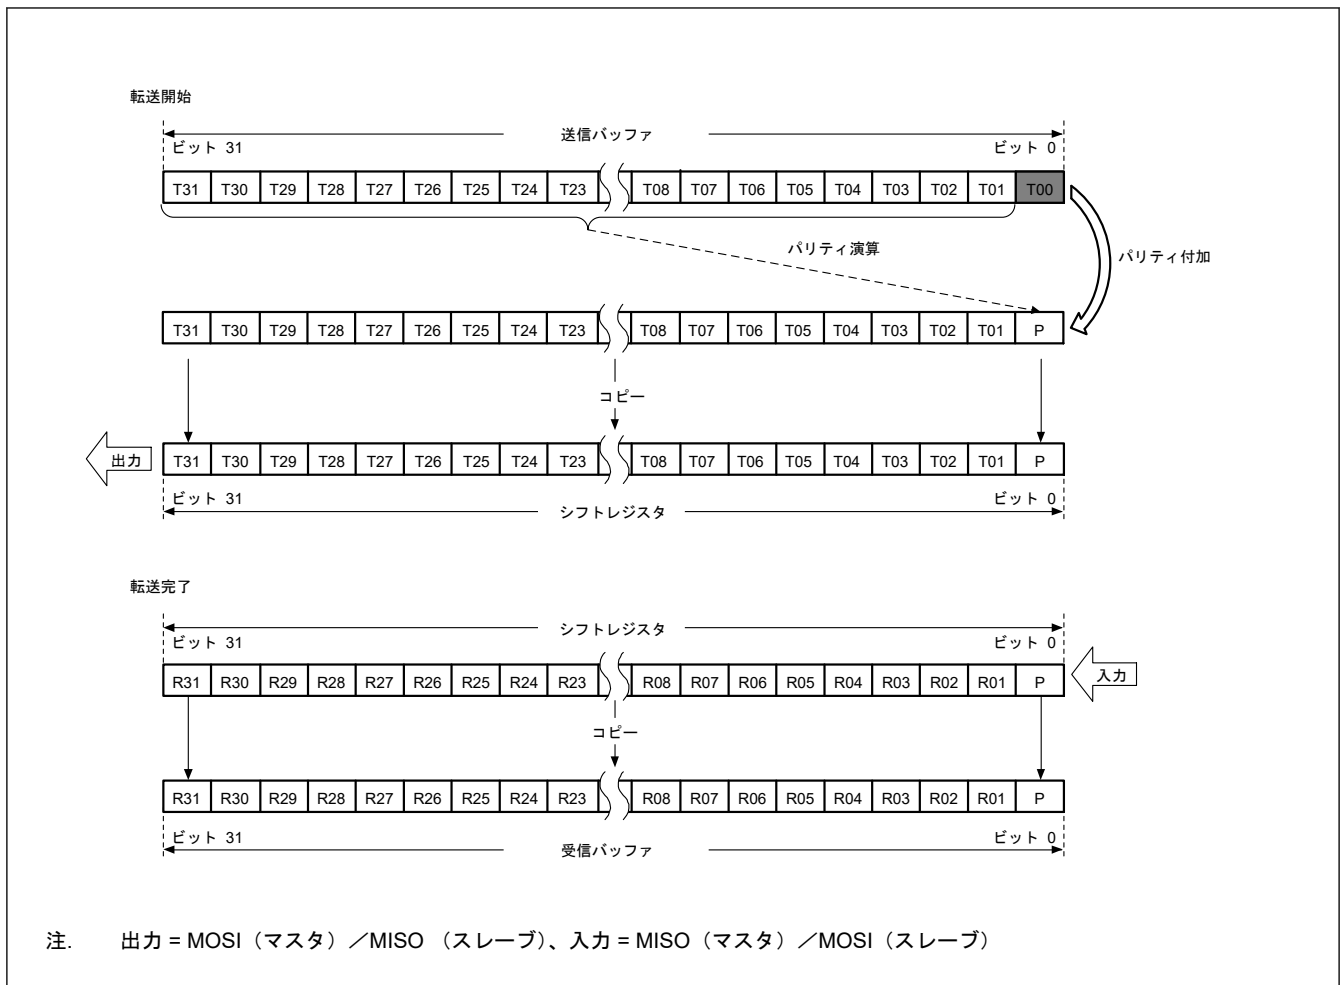 転送開始
送信バッファ
ビット 31 ビット 0
T31 T30 T29 T28 T27 T26 T25 T24 T23 T08 T07 T06 T05 T04 T03 T02 T01 T00
パリティ演算
パリティ付加
T31 T30 T29 T28 T27 T26 T25 T24 T23 T08 T07 T06 T05 T04 T03 T02 T01 P
コピー
出力 T31 T30 T29 T28 T27 T26 T25 T24 T23 T08 T07 T06 T05 T04 T03 T02 T01 P
ビット 31 ビット 0
シフトレジスタ
転送完了
シフトレジスタ
ビット 31 ビット 0
R31 R30 R29 R28 R27 R26 R25 R24 R23 R08 R07 R06 R05 R04 R03 R02 R01 P 入力
コピー
R31 R30 R29 R28 R27 R26 R25 R24 R23 R08 R07 R06 R05 R04 R03 R02 R01 P
ビット 31 ビット 0
受信バッファ
注. 出力 = MOSI（マスタ）／MISO （スレーブ）、入力 = MISO（マスタ）／MOSI（スレーブ）